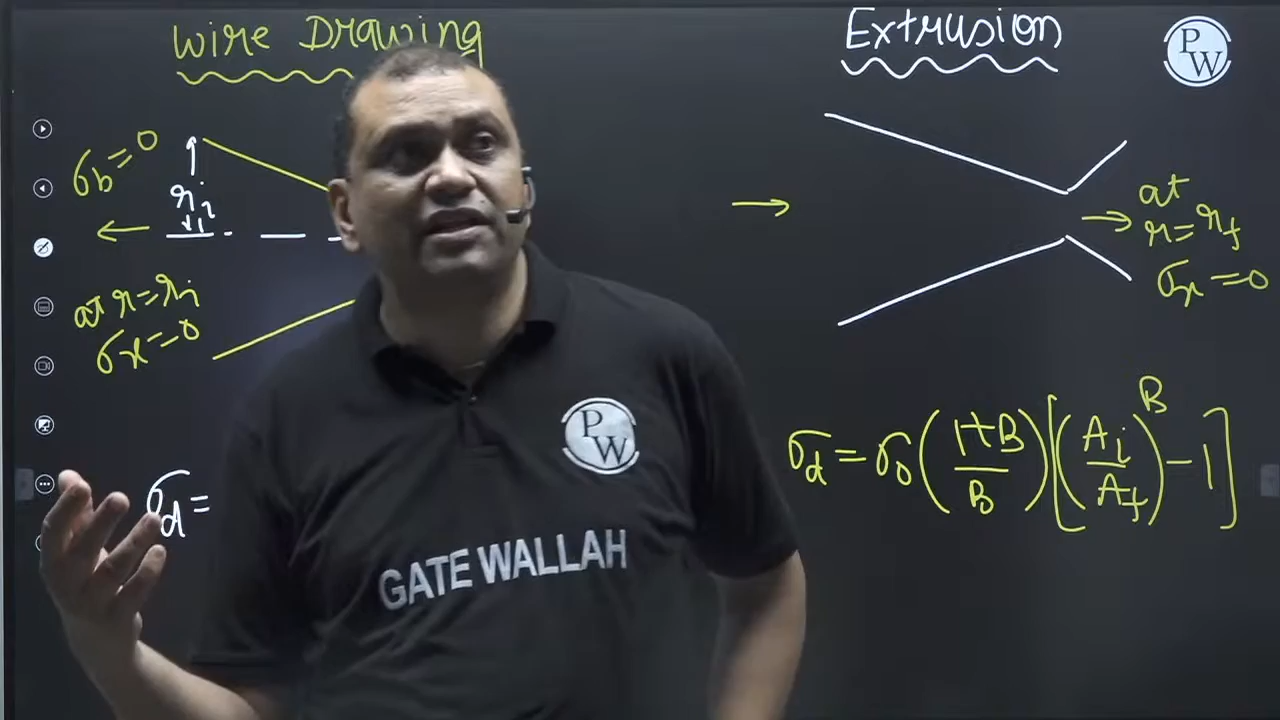 Wire Drawing
σb=0
ri
at r=ri
σx=0
σd=
Extrusion
at
r=rf
σx=0
σd=σo((1+B)/B)[(Ai/Af)^B-1]
PW
PW
GATE WALLAH